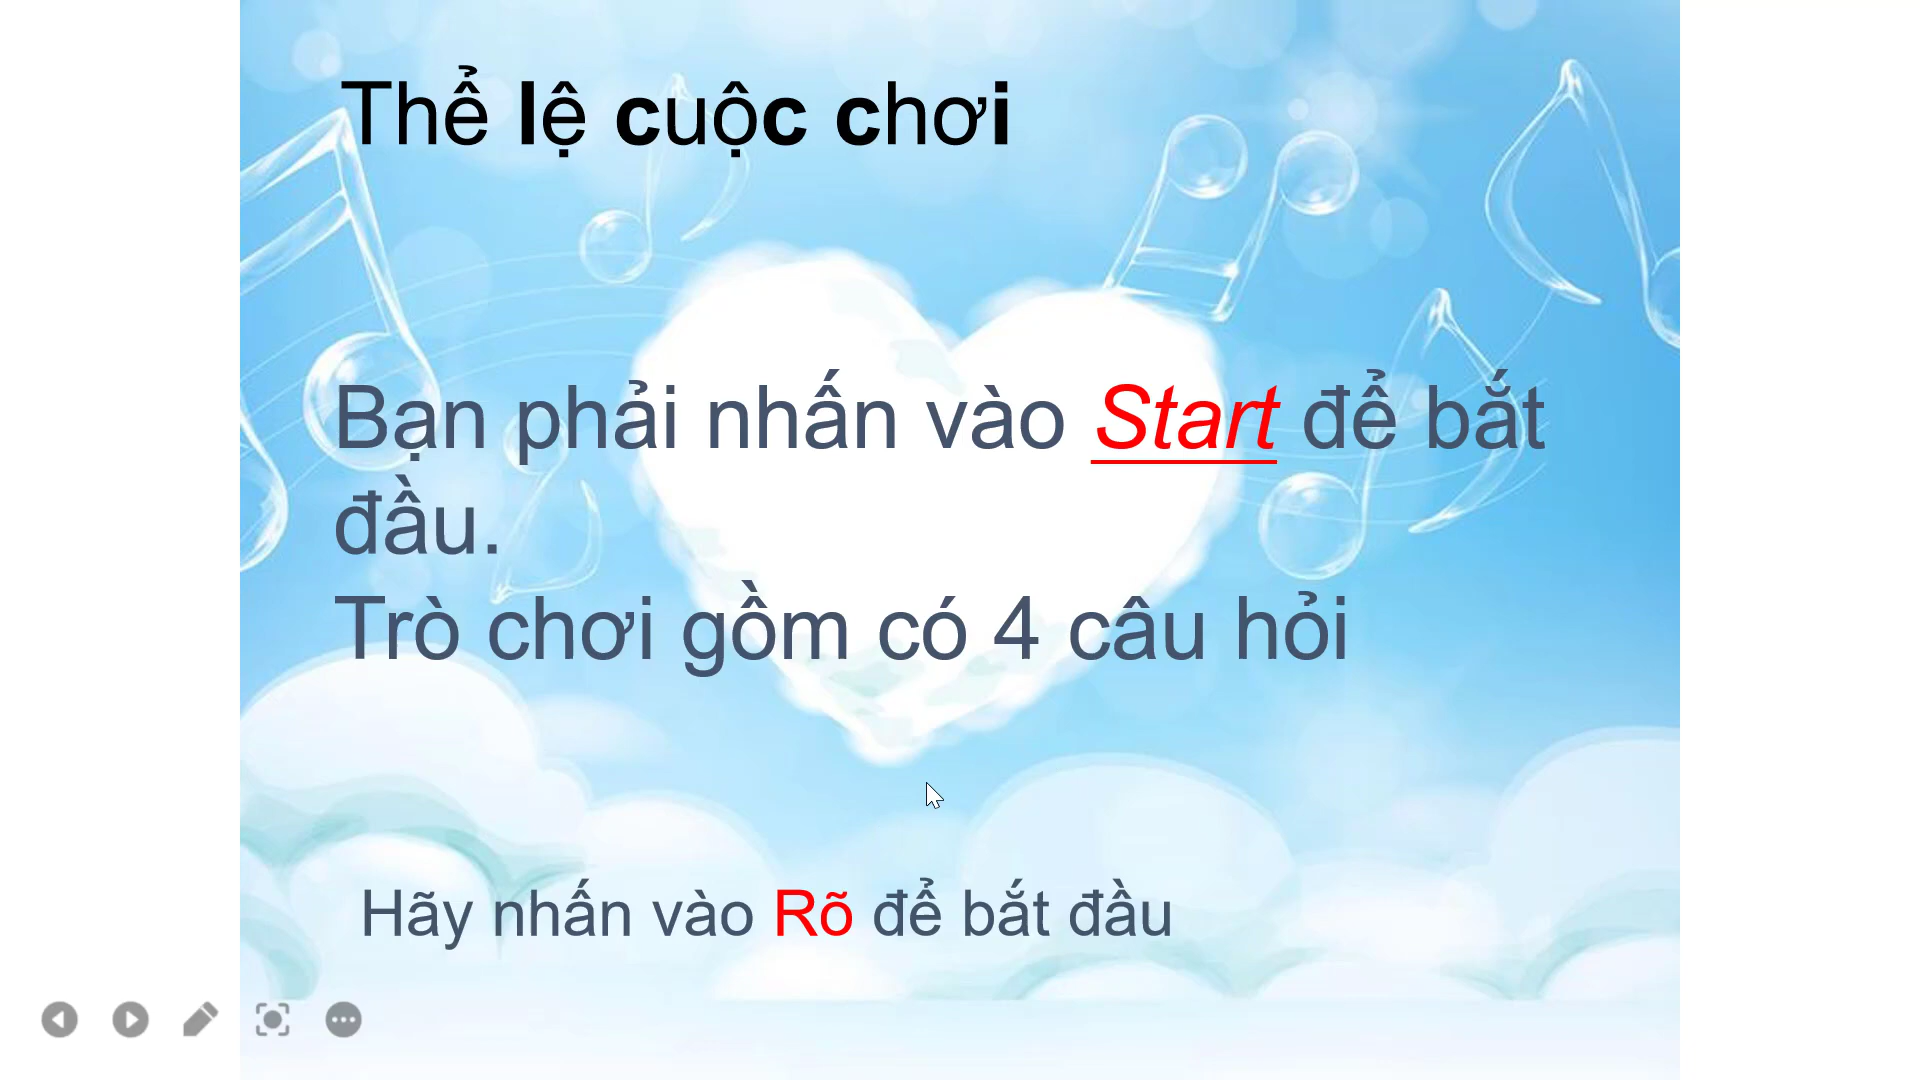 Thể lệ cuộc chơi
Bạn phải nhấn vào Start để bắt
đầu.
Trò chơi gồm có 4 câu hỏi
Hãy nhấn vào Rõ để bắt đầu